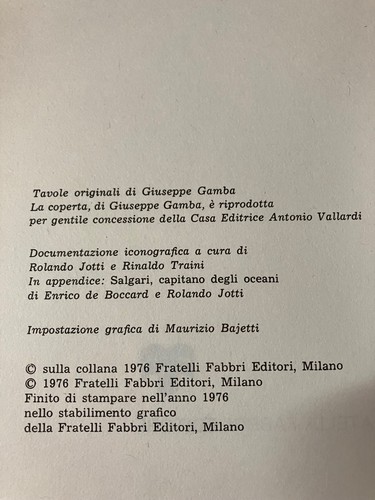 Tavole originali di Giuseppe Gamba
La coperta, di Giuseppe Gamba, è riprodotta
per gentile concessione della Casa Editrice Antonio Vallardi
Documentazione iconografica a cura di
Rolando Jotti e Rinaldo Traini
In appendice: Salgari, capitano degli oceani
di Enrico de Boccard e Rolando Jotti
Impostazione grafica di Maurizio Bajetti
© sulla collana 1976 Fratelli Fabbri Editori, Milano
© 1976 Fratelli Fabbri Editori, Milano
Finito di stampare nell'anno 1976
nello stabilimento grafico
della Fratelli Fabbri Editori, Milano